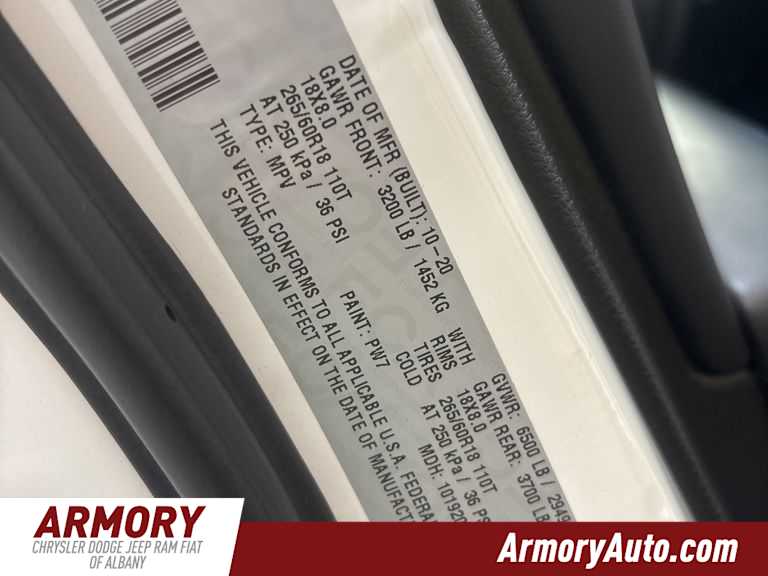 DATE OF MFR (BUILT): 10-20 GVWR: 6500 LB / 2949
GAWR FRONT: 3200 LB / 1452 KG WITH GAWR REAR: 3700 LB
18X8.0 RIMS 18X8.0
265/60R18 110T TIRES 265/60R18 110T
AT 250 kPa / 36 PSI COLD AT 250 kPa / 36 PS
TYPE: MPV PAINT: PW7 MDH: 10192
THIS VEHICLE CONFORMS TO ALL APPLICABLE U.S.A. FEDERAL
STANDARDS IN EFFECT ON THE DATE OF MANUFACT
ARMORY
CHRYSLER DODGE JEEP RAM FIAT
OF ALBANY
ArmoryAuto.com